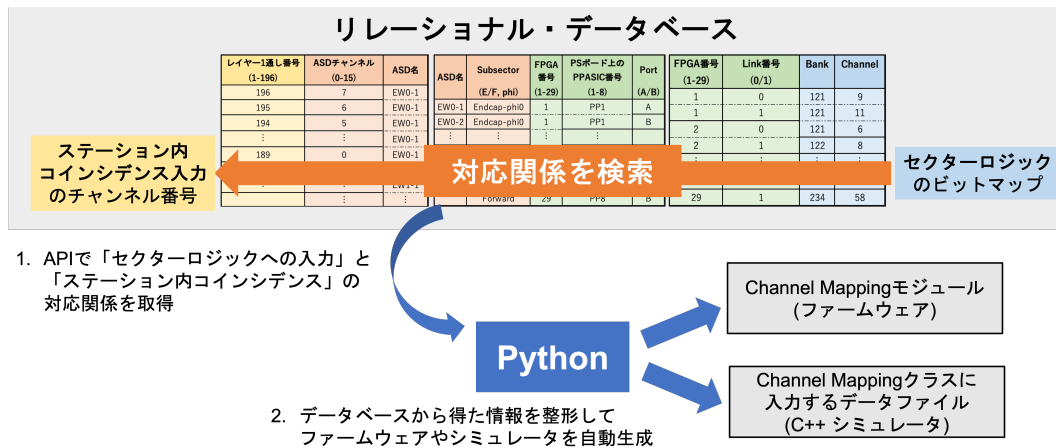 リレーショナル・データベース
レイヤー1通し番号 ASDチャンネル ASD名
(1-196) (0-15)
196 7 EW0-1
195 6 EW0-1
194 5 EW0-1
⋮ ⋮ EW0-1
189 0 EW0-1
⋮ ⋮ ⋮
ASD名 Subsector FPGA番号 PSボード上のPPASIC番号 Port
(E/F, phi) (1-29) (1-8) (A/B)
EW0-1 Endcap-phi0 1 PP1 A
EW0-2 Endcap-phi0 1 PP1 B
⋮ ⋮ ⋮ ⋮
Forward 29 PP8 B
FPGA番号 Link番号 Bank Channel
(1-29) (0/1)
1 0 121 9
1 1 121 11
2 0 121 6
2 1 122 8
29 1 234 58
ステーション内
コインシデンス入力
のチャンネル番号
対応関係を検索
セクターロジック
のビットマップ
1. APIで「セクターロジックへの入力」と
「ステーション内コインシデンス」の
対応関係を取得
Python
Channel Mappingモジュール
(ファームウェア)
Channel Mappingクラスに
入力するデータファイル
(C++ シミュレータ)
2. データベースから得た情報を整形して
ファームウェアやシミュレータを自動生成